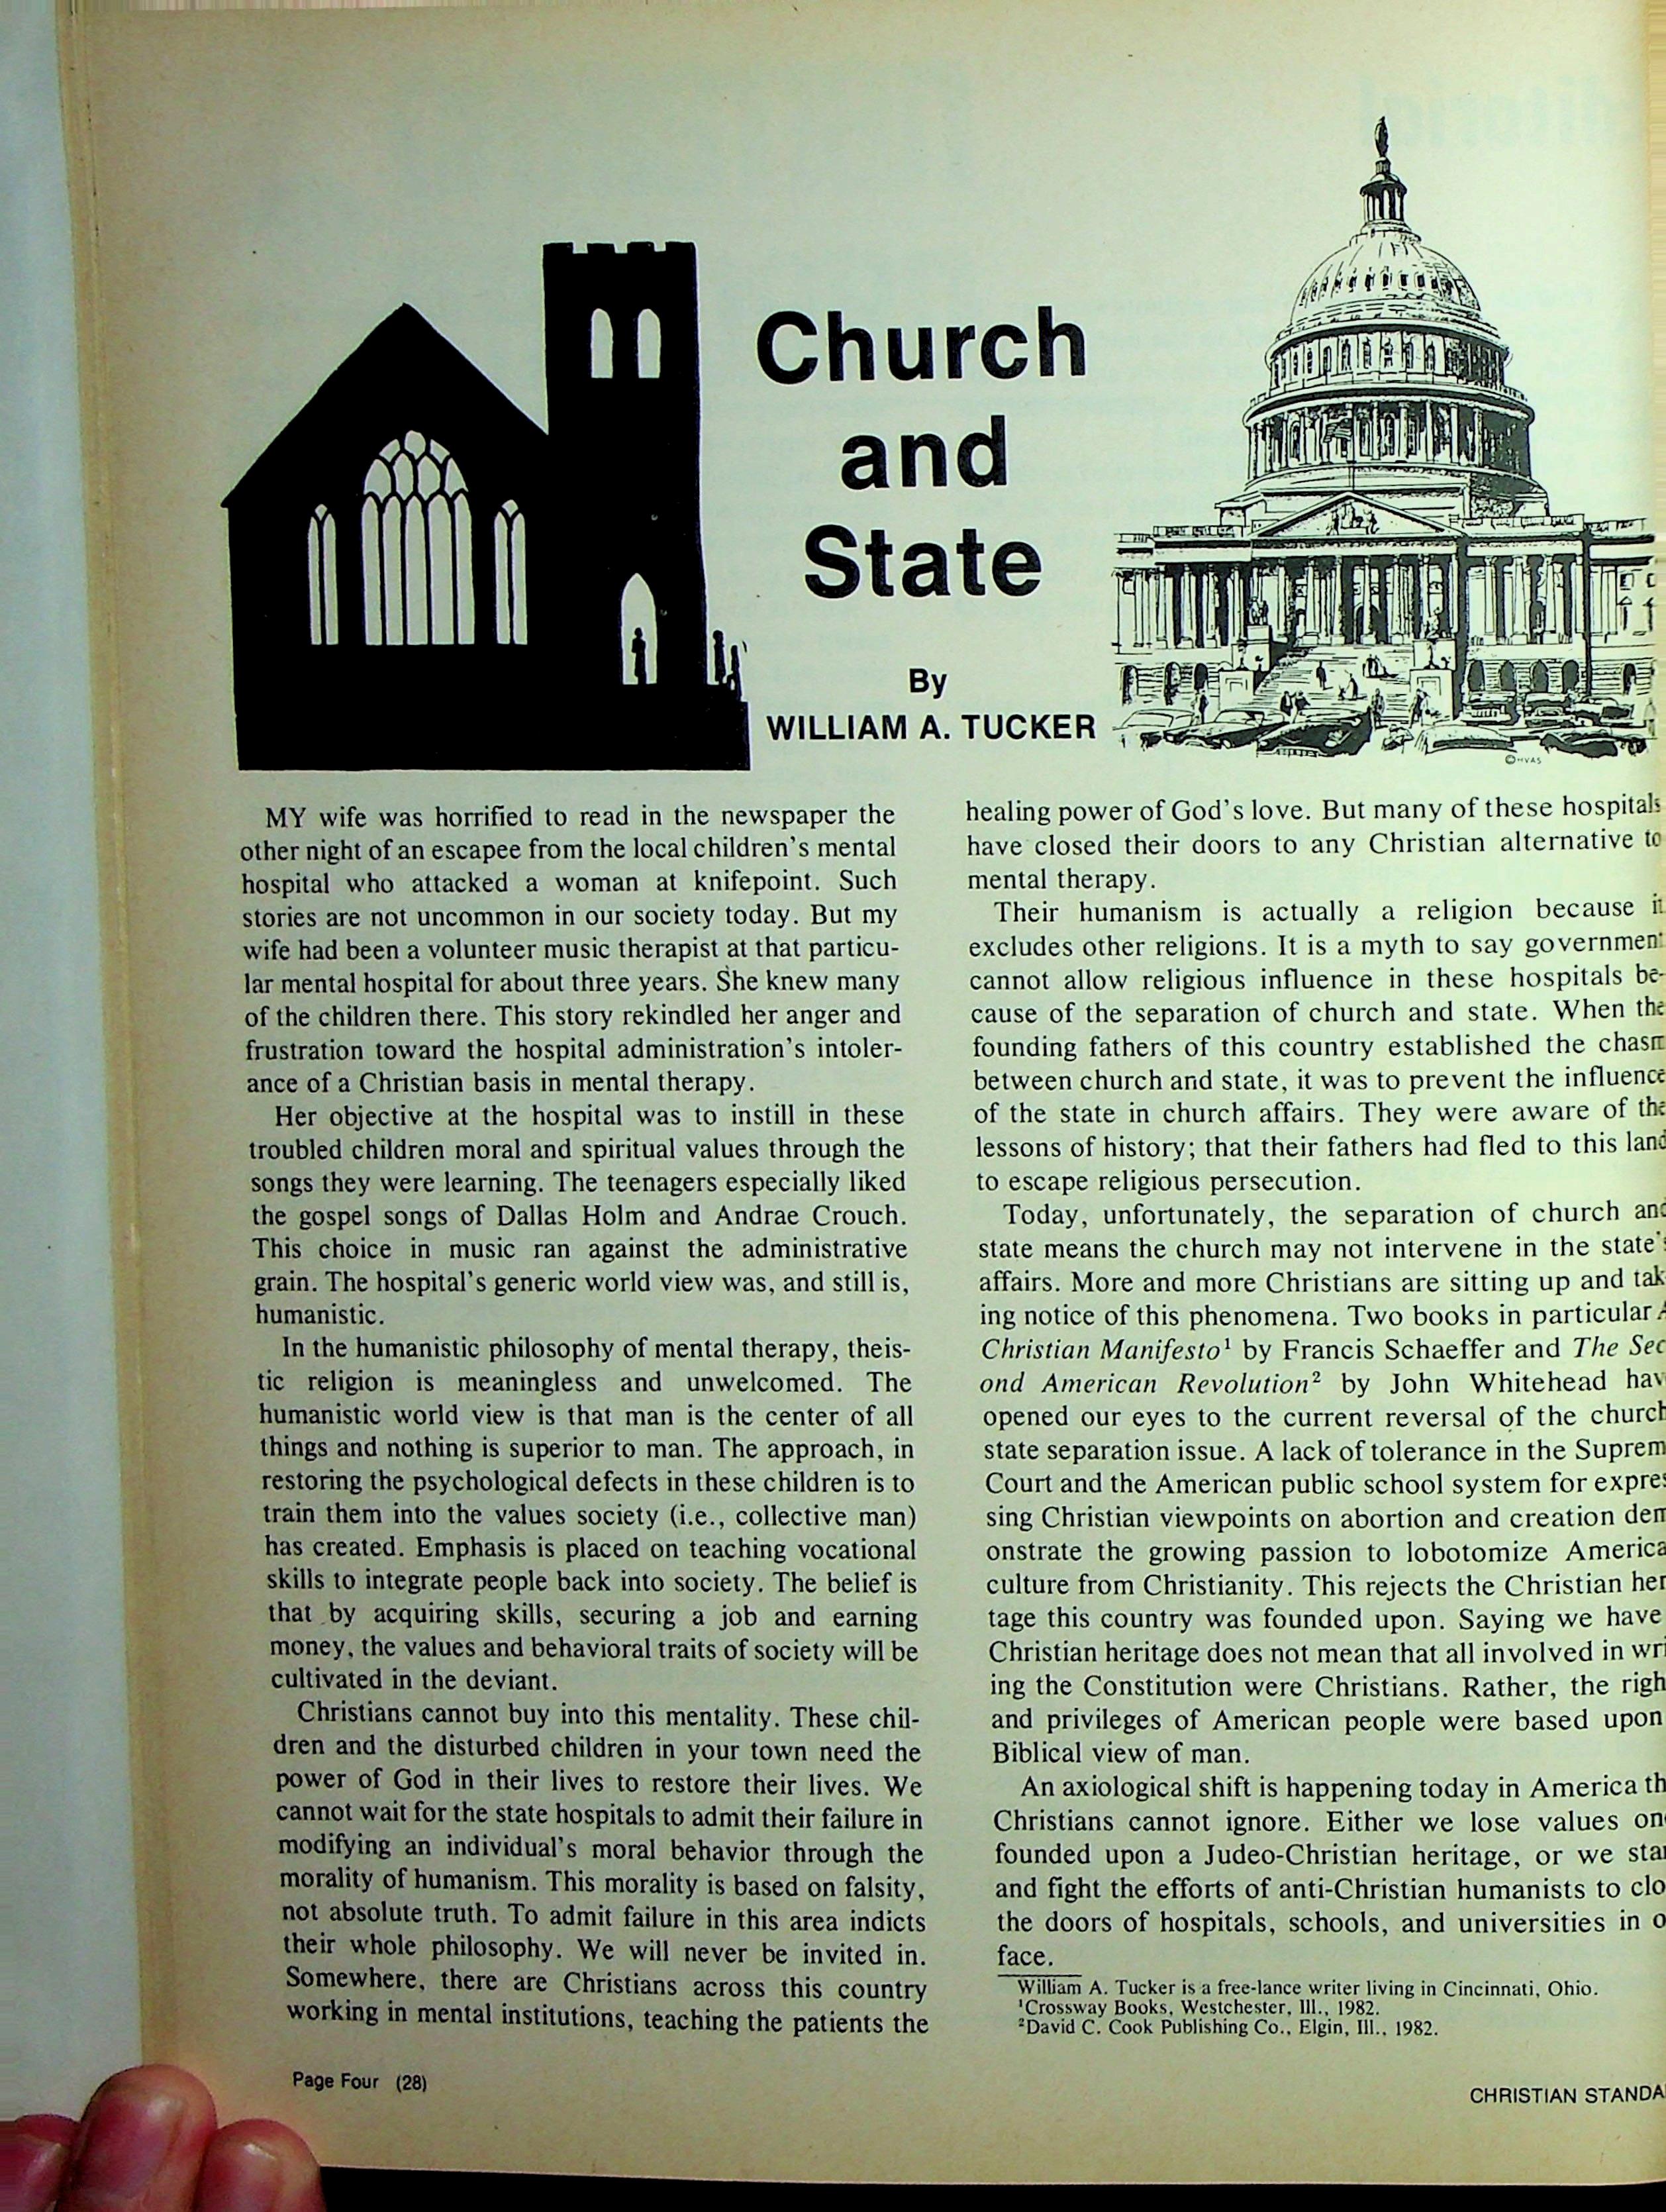 Church
and
State
By
WILLIAM A. TUCKER
©HVAS
MY wife was horrified to read in the newspaper the
other night of an escapee from the local children's mental
hospital who attacked a woman at knifepoint. Such
stories are not uncommon in our society today. But my
wife had been a volunteer music therapist at that particu-
lar mental hospital for about three years. She knew many
of the children there. This story rekindled her anger and
frustration toward the hospital administration's intoler-
ance of a Christian basis in mental therapy.
Her objective at the hospital was to instill in these
troubled children moral and spiritual values through the
songs they were learning. The teenagers especially liked
the gospel songs of Dallas Holm and Andrae Crouch.
This choice in music ran against the administrative
grain. The hospital's generic world view was, and still is,
humanistic.
In the humanistic philosophy of mental therapy, theis-
tic religion is meaningless and unwelcomed. The
humanistic world view is that man is the center of all
things and nothing is superior to man. The approach, in
restoring the psychological defects in these children is to
train them into the values society (i.e., collective man)
has created. Emphasis is placed on teaching vocational
skills to integrate people back into society. The belief is
that by acquiring skills, securing a job and earning
money, the values and behavioral traits of society will be
cultivated in the deviant.
Christians cannot buy into this mentality. These chil-
dren and the disturbed children in your town need the
power of God in their lives to restore their lives. We
cannot wait for the state hospitals to admit their failure in
modifying an individual's moral behavior through the
morality of humanism. This morality is based on falsity,
not absolute truth. To admit failure in this area indicts
their whole philosophy. We will never be invited in.
Somewhere, there are Christians across this country
working in mental institutions, teaching the patients the
healing power of God's love. But many of these hospitals
have closed their doors to any Christian alternative to
mental therapy.
Their humanism is actually a religion because it
excludes other religions. It is a myth to say government
cannot allow religious influence in these hospitals be-
cause of the separation of church and state. When the
founding fathers of this country established the chasm
between church and state, it was to prevent the influence
of the state in church affairs. They were aware of the
lessons of history; that their fathers had fled to this land
to escape religious persecution.
Today, unfortunately, the separation of church and
state means the church may not intervene in the state's
affairs. More and more Christians are sitting up and tak
ing notice of this phenomena. Two books in particular A
Christian Manifesto¹ by Francis Schaeffer and The Sec
ond American Revolution² by John Whitehead hav
opened our eyes to the current reversal of the church
state separation issue. A lack of tolerance in the Suprem
Court and the American public school system for expres
sing Christian viewpoints on abortion and creation dem
onstrate the growing passion to lobotomize America
culture from Christianity. This rejects the Christian her
tage this country was founded upon. Saying we have
Christian heritage does not mean that all involved in wri
ing the Constitution were Christians. Rather, the righ
and privileges of American people were based upon
Biblical view of man.
An axiological shift is happening today in America th
Christians cannot ignore. Either we lose values on
founded upon a Judeo-Christian heritage, or we sta
and fight the efforts of anti-Christian humanists to clo
the doors of hospitals, schools, and universities in o
face.
William A. Tucker is a free-lance writer living in Cincinnati, Ohio.
¹Crossway Books, Westchester, Ill., 1982.
²David C. Cook Publishing Co., Elgin, Ill., 1982.
Page Four (28)
CHRISTIAN STANDA